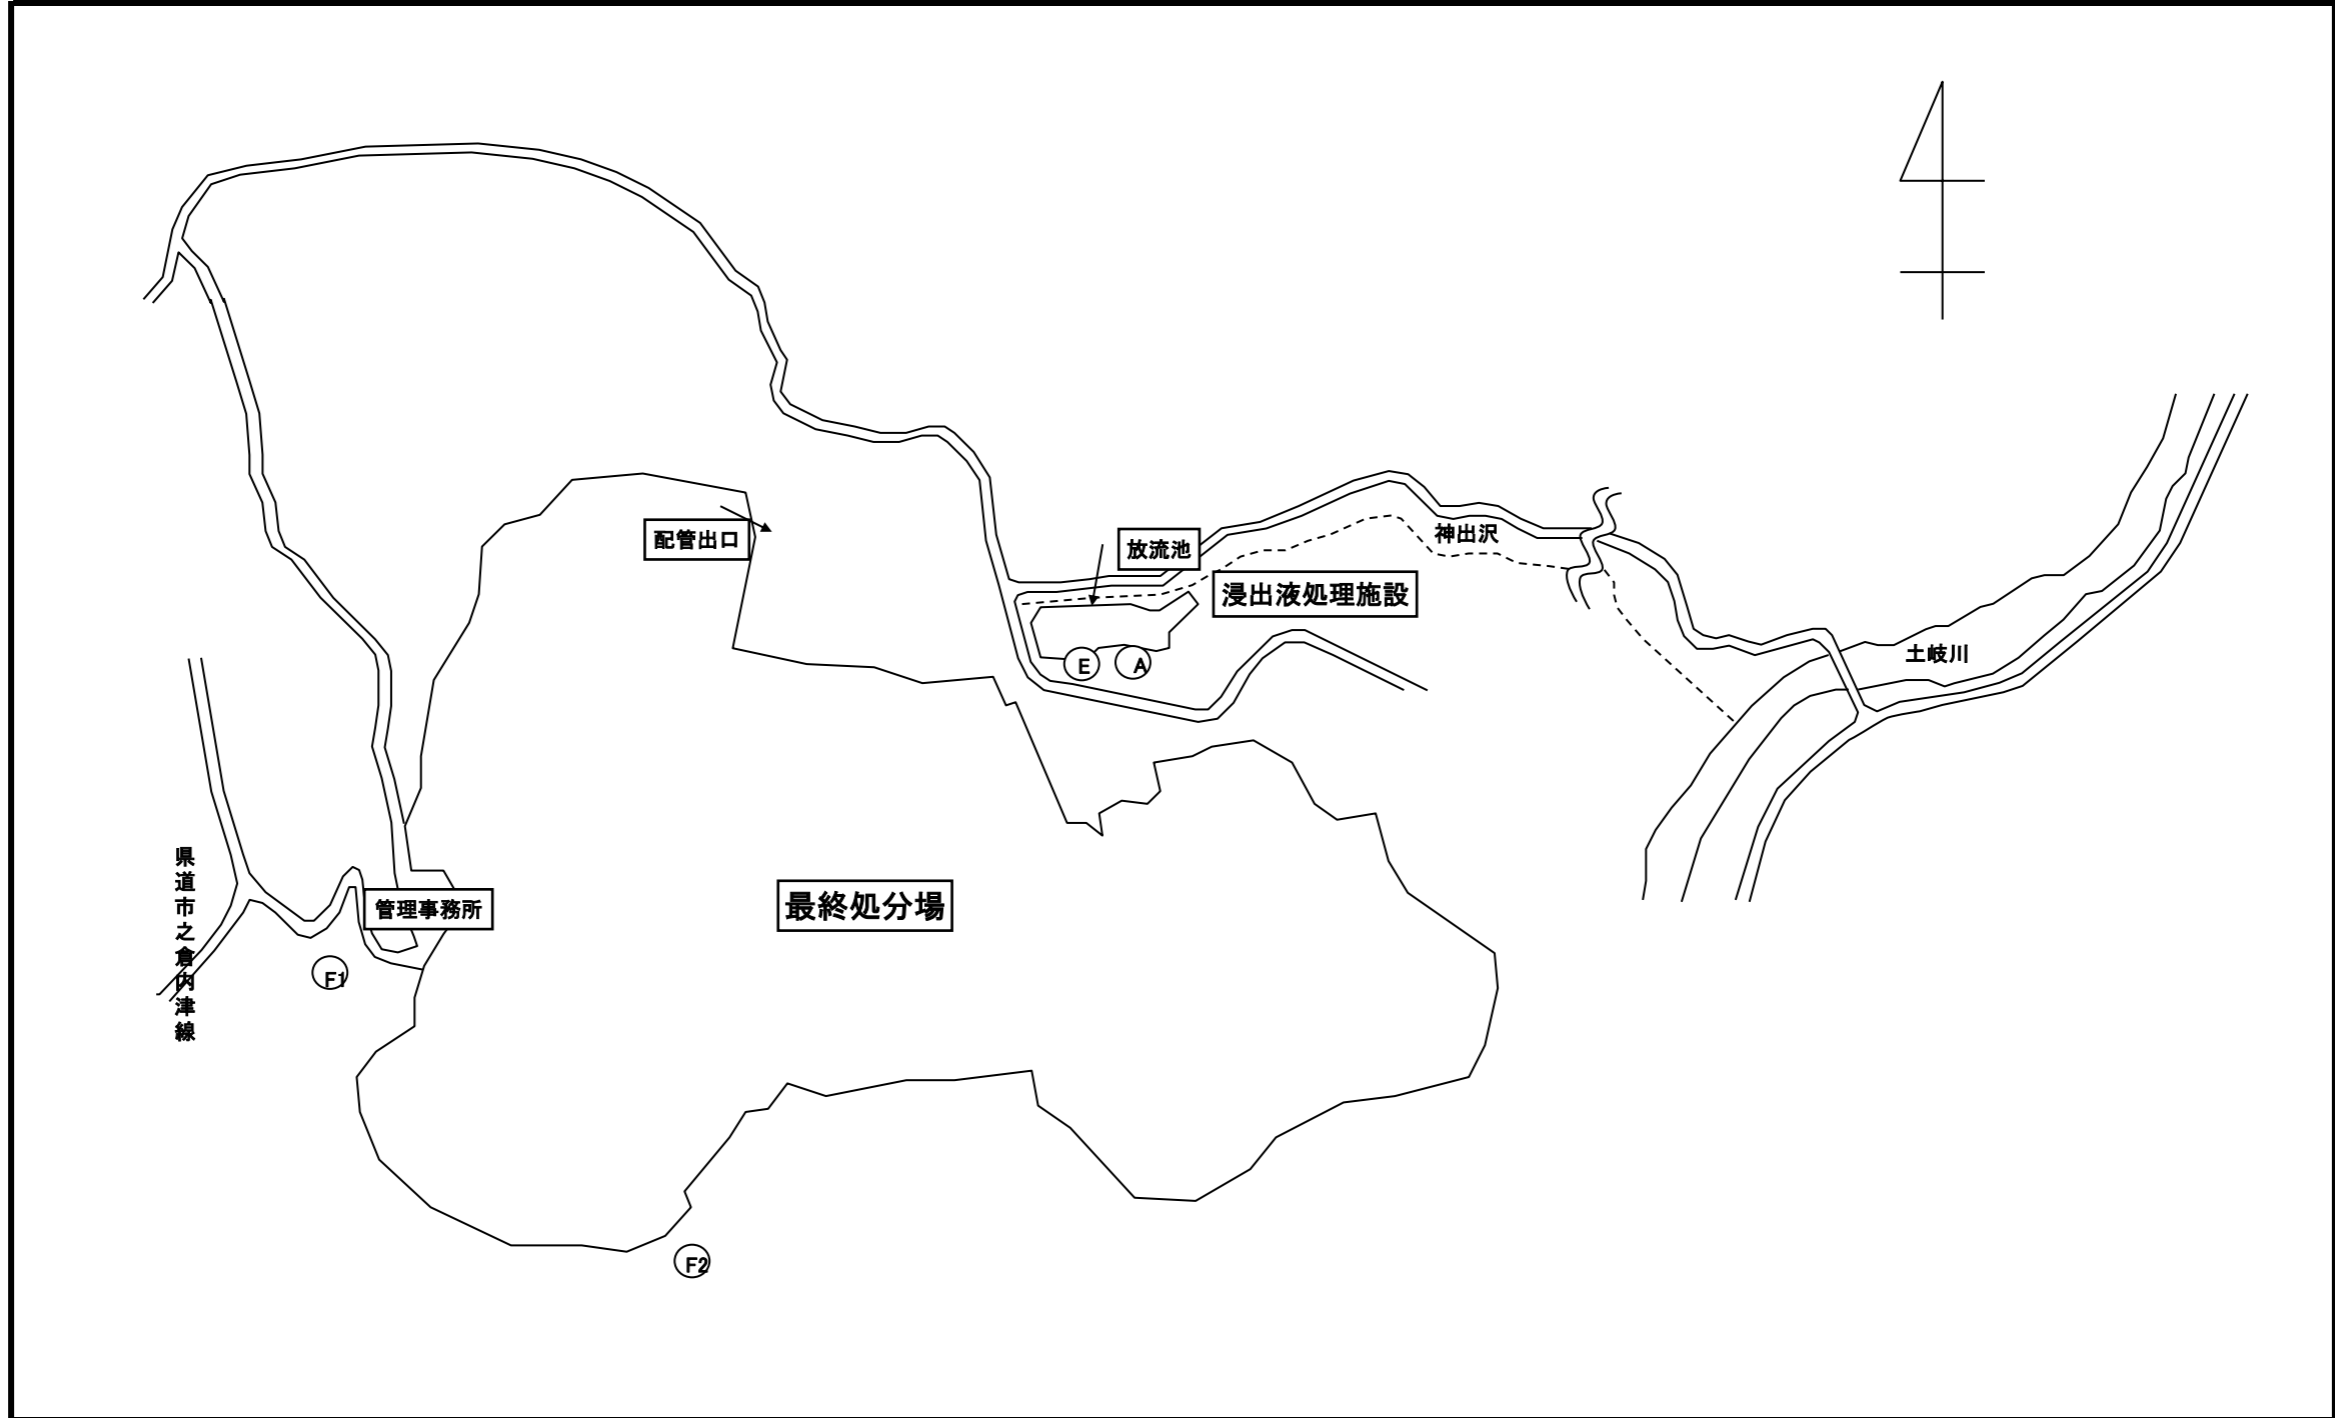 神出沢
配管出口
放流池
浸出液処理施設
土岐川
E
A
県道市之倉内津線
管理事務所
最終処分場
F1
F2